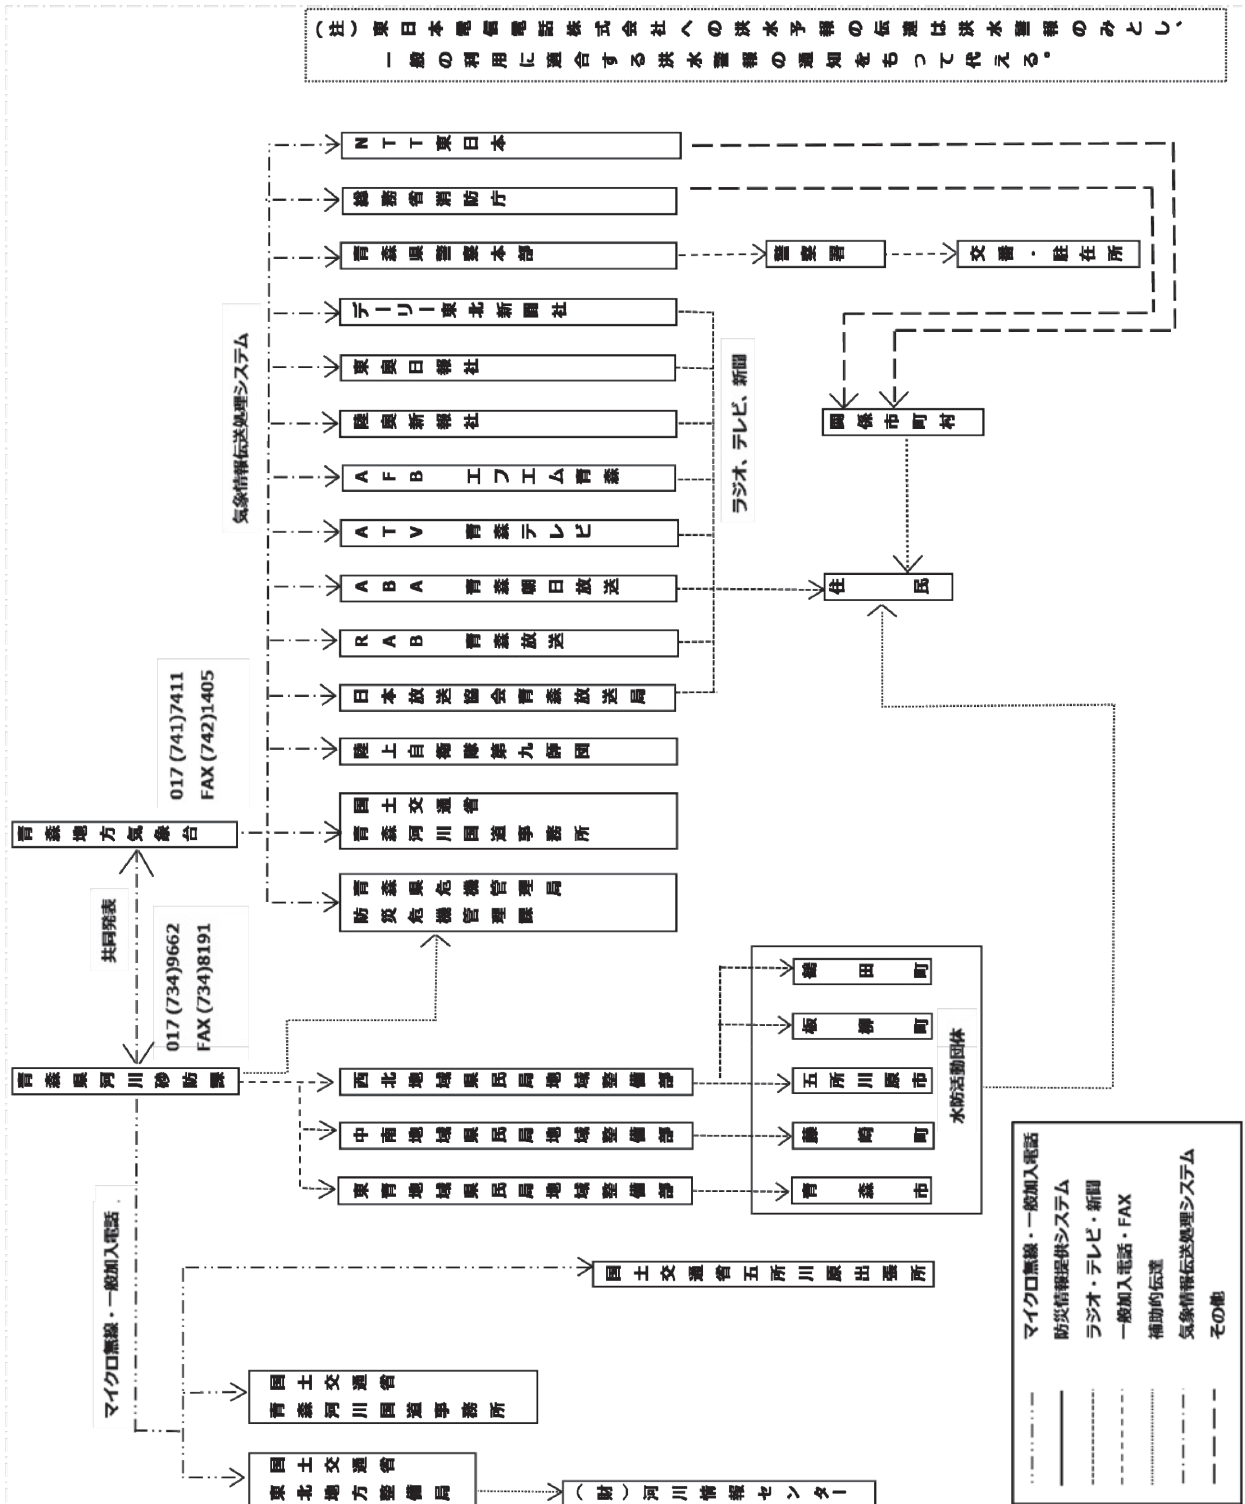 (注)東日本電信電話株式会社への洪水予報の伝達は洪水警報のみとし、
一般の利用に適合する洪水警報の通知をもって代える。
NTT東日本
総務省消防庁
青森県警察本部
警察署
交番・駐在所
デーリー東北新聞社
東奥日報社
陸奥新報社
AFB エフエム青森
ATV 青森テレビ
ABA 青森朝日放送
RAB 青森放送
日本放送協会青森放送局
陸上自衛隊第九師団
国土交通省
青森河川国道事務所
青森県危機管理局
防災危機管理課
気象情報伝送処理システム
ラジオ、テレビ、新聞
関係市町村
住民
青森地方気象台
017 (741)7411
FAX (742)1405
共同発表
017 (734)9662
FAX (734)8191
青森県河川砂防課
西北地域県民局地域整備部
中南地域県民局地域整備部
東青地域県民局地域整備部
鶴田町
板柳町
五所川原市
藤崎町
青森市
水防活動団体
マイクロ無線・一般加入電話
国土交通省五所川原出張所
国土交通省
青森河川国道事務所
国土交通省
東北地方整備局
(財)河川情報センター
マイクロ無線・一般加入電話
防災情報提供システム
ラジオ・テレビ・新聞
一般加入電話・FAX
補助的伝達
気象情報伝送処理システム
その他